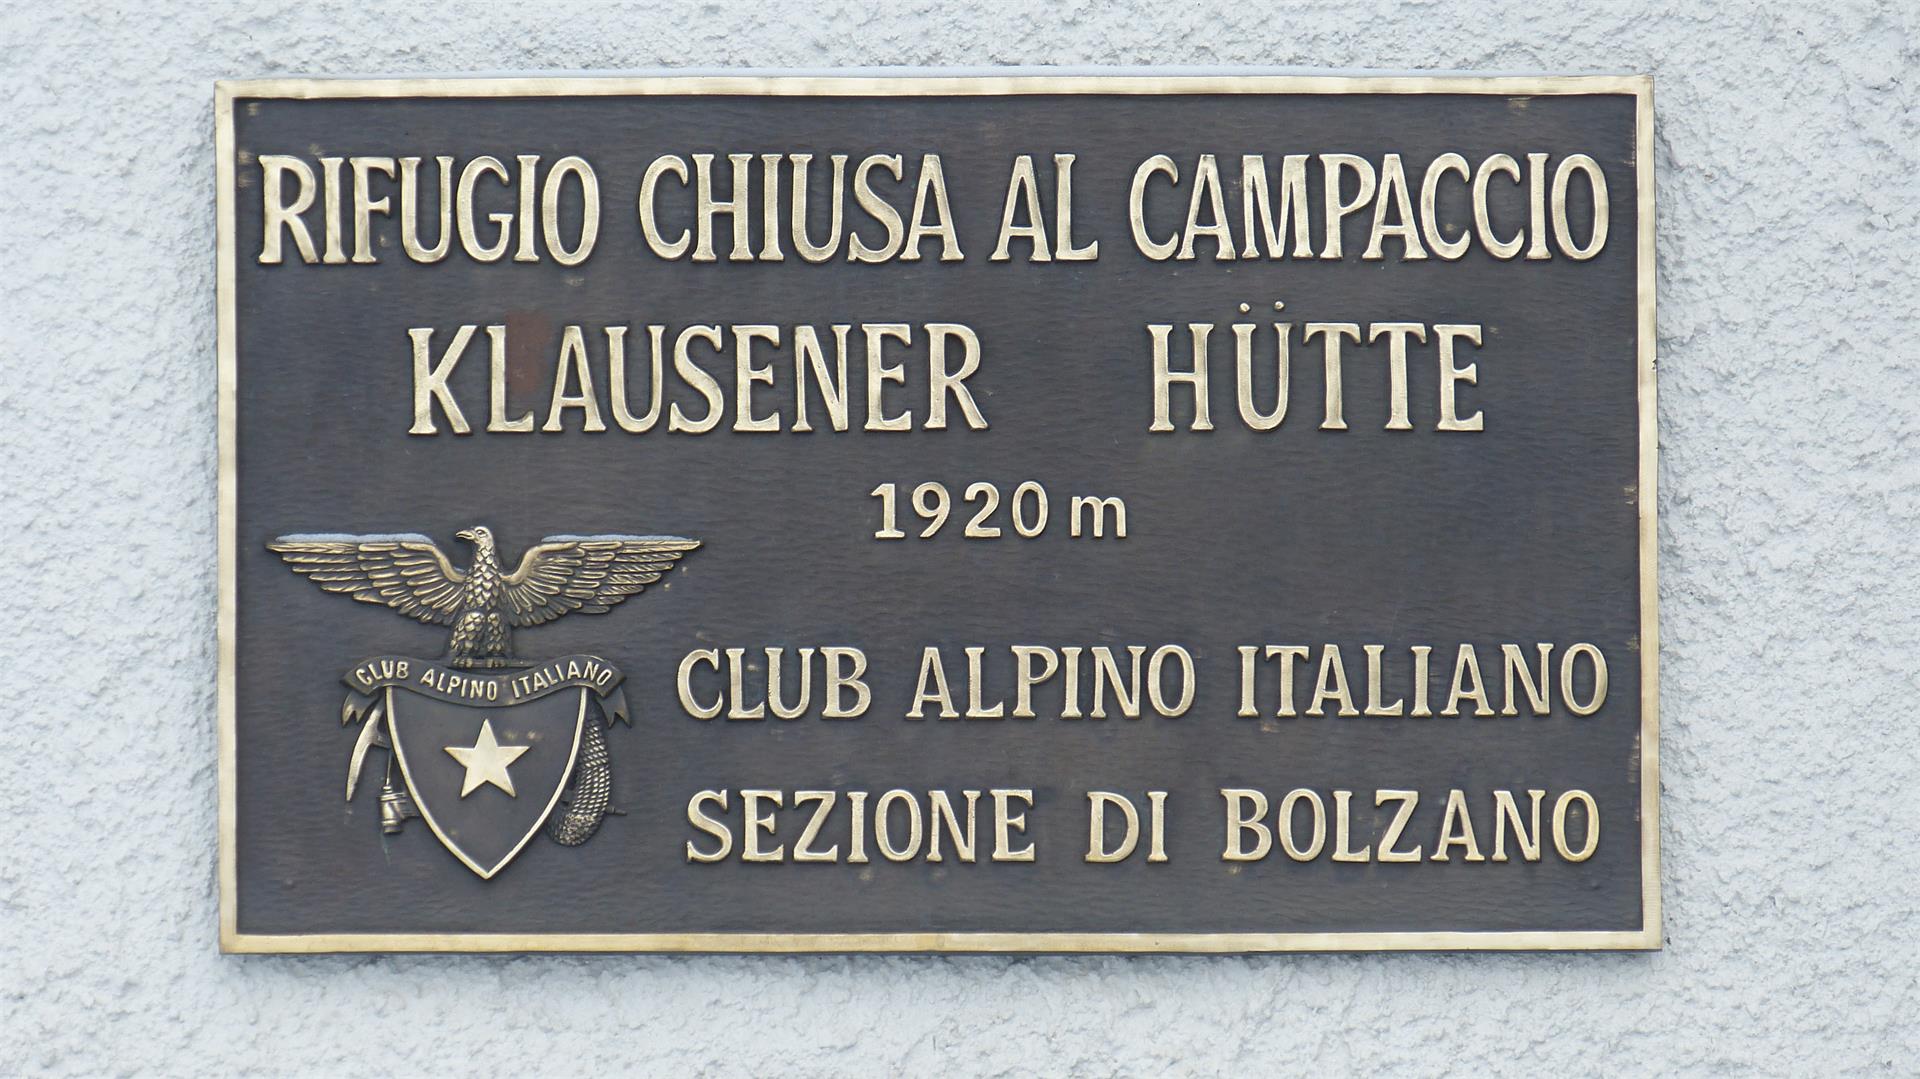 RIFUGIO CHIUSA AL CAMPACCIO
KLAUSENER HÜTTE
1920 m
CLUB ALPINO ITALIANO
CLUB ALPINO ITALIANO
SEZIONE DI BOLZANO